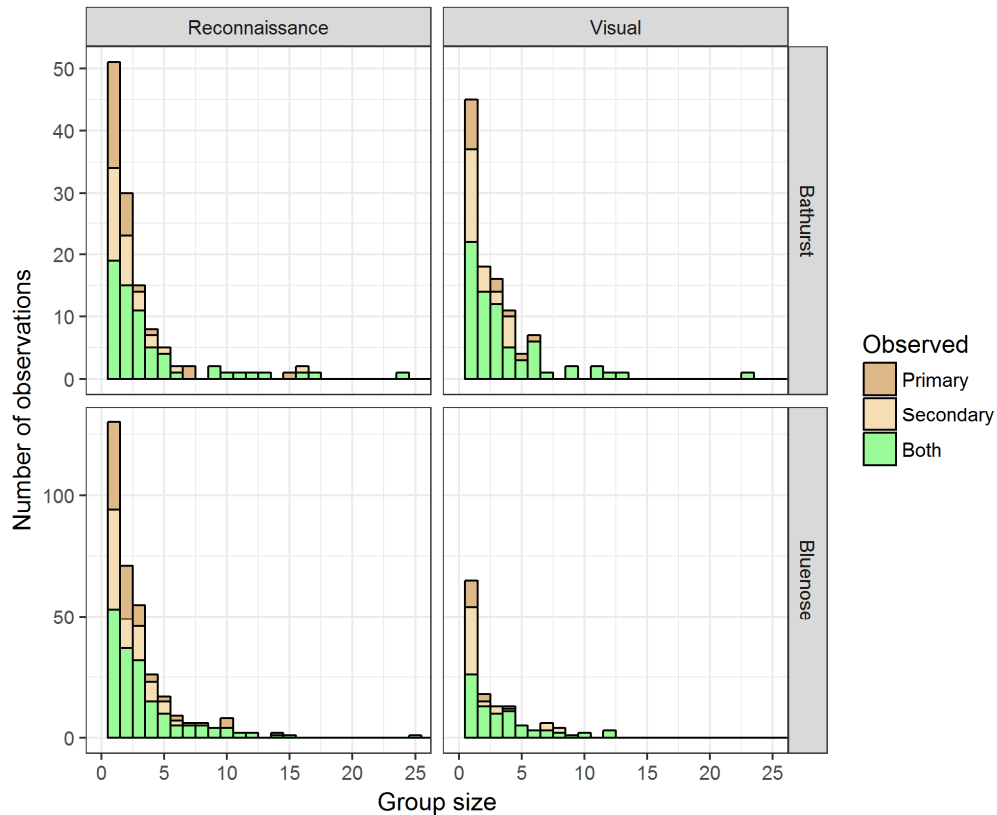 Reconnaissance
Visual
50
40
30
20
10
0
Bathurst
100
50
0
Bluenose
Number of observations
0 5 10 15 20 25
0 5 10 15 20 25
Group size
Observed
Primary
Secondary
Both